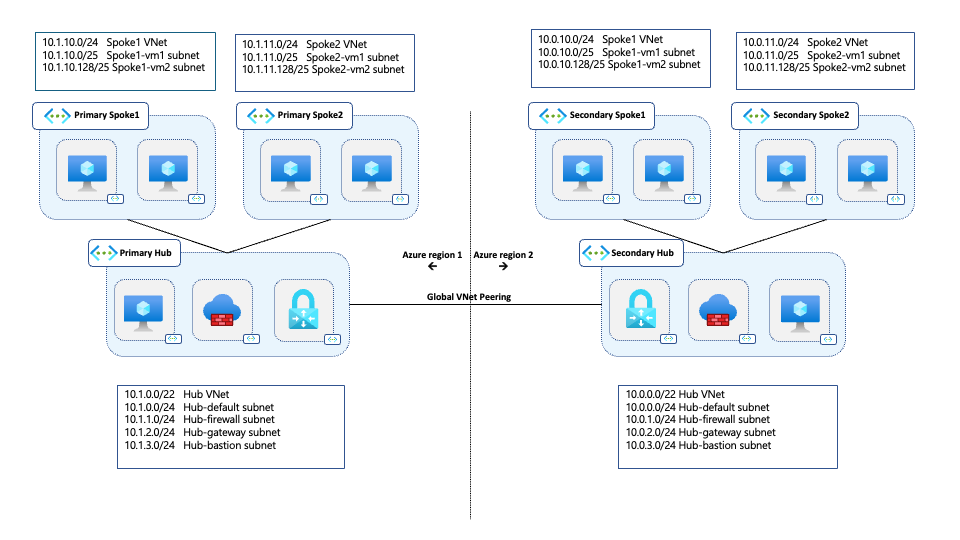 10.1.10.0/24 Spoke1 VNet
10.1.10.0/25 Spoke1-vm1 subnet
10.1.10.128/25 Spoke1-vm2 subnet
10.1.11.0/24 Spoke2 VNet
10.1.11.0/25 Spoke2-vm1 subnet
10.1.11.128/25 Spoke2-vm2 subnet
10.0.10.0/24 Spoke1 VNet
10.0.10.0/25 Spoke1-vm1 subnet
10.0.10.128/25 Spoke1-vm2 subnet
10.0.11.0/24 Spoke2 VNet
10.0.11.0/25 Spoke2-vm1 subnet
10.0.11.128/25 Spoke2-vm2 subnet
Primary Spoke1
Primary Spoke2
Secondary Spoke1
Secondary Spoke2
Primary Hub
Azure region 1
Azure region 2
Secondary Hub
Global VNet Peering
10.1.0.0/22 Hub VNet
10.1.0.0/24 Hub-default subnet
10.1.1.0/24 Hub-firewall subnet
10.1.2.0/24 Hub-gateway subnet
10.1.3.0/24 Hub-bastion subnet
10.0.0.0/22 Hub VNet
10.0.0.0/24 Hub-default subnet
10.0.1.0/24 Hub-firewall subnet
10.0.2.0/24 Hub-gateway subnet
10.0.3.0/24 Hub-bastion subnet